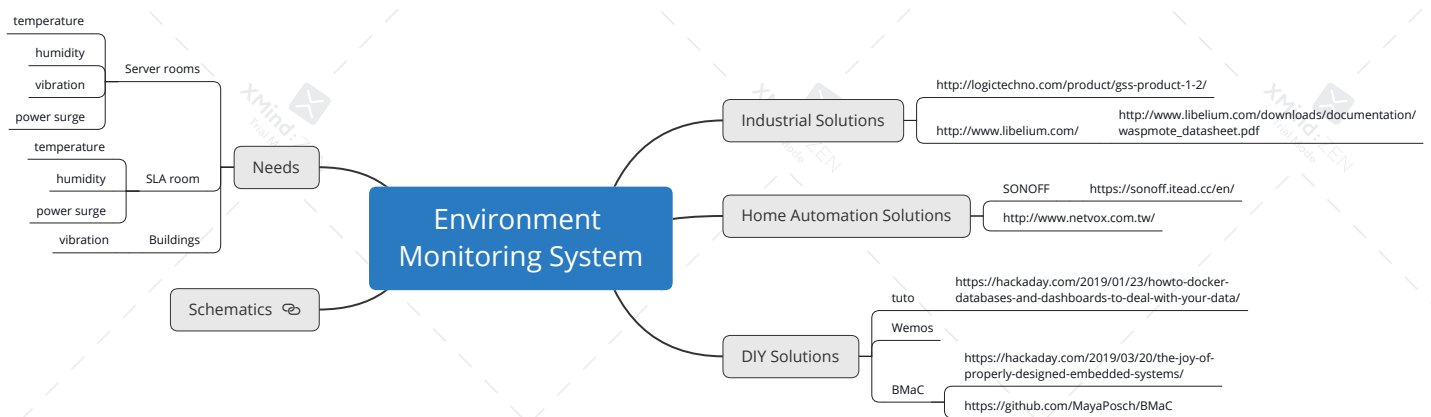 Environment
Monitoring System
Needs
Server rooms
temperature
humidity
vibration
power surge
SLA room
temperature
humidity
power surge
Buildings
vibration
Schematics
Industrial Solutions
http://logictechno.com/product/gss-product-1-2/
http://www.libelium.com/
http://www.libelium.com/downloads/documentation/
waspmote_datasheet.pdf
Home Automation Solutions
SONOFF
https://sonoff.itead.cc/en/
http://www.netvox.com.tw/
DIY Solutions
tuto
https://hackaday.com/2019/01/23/howto-docker-
databases-and-dashboards-to-deal-with-your-data/
Wemos
BMaC
https://hackaday.com/2019/03/20/the-joy-of-
properly-designed-embedded-systems/
https://github.com/MayaPosch/BMaC
XMind:ZEN
XMind:ZEN